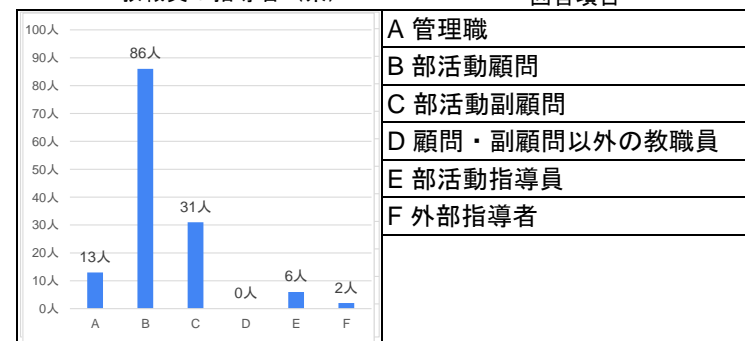 100人
90人
80人
70人
60人
50人
40人
30人
20人
10人
0人
13人
86人
31人
0人
6人
2人
A
B
C
D
E
F
A 管理職
B 部活動顧問
C 部活動副顧問
D 顧問・副顧問以外の教職員
E 部活動指導員
F 外部指導者